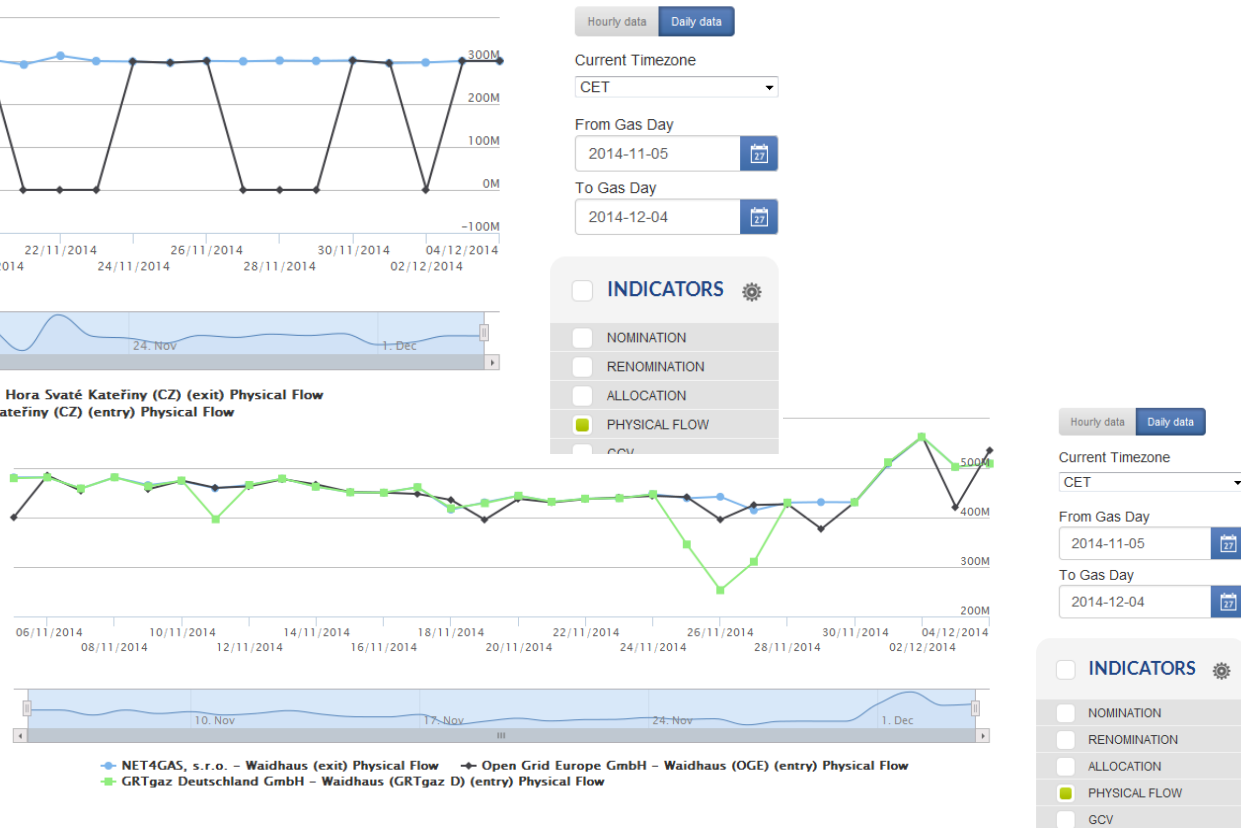 Hourly data Daily data
Current Timezone
CET
From Gas Day
2014-11-05
27
To Gas Day
2014-12-04
27
INDICATORS
NOMINATION
RENOMINATION
ALLOCATION
PHYSICAL FLOW
GCV
300M
200M
100M
0M
-100M
22/11/2014 26/11/2014 30/11/2014 04/12/2014
2014 24/11/2014 28/11/2014 02/12/2014
24. Nov 1. Dec
Hora Svaté Kateřiny (CZ) (exit) Physical Flow
ateřiny (CZ) (entry) Physical Flow
500M
400M
300M
200M
06/11/2014 10/11/2014 14/11/2014 18/11/2014 22/11/2014 26/11/2014 30/11/2014 04/12/2014
08/11/2014 12/11/2014 16/11/2014 20/11/2014 24/11/2014 28/11/2014 02/12/2014
10. Nov 17. Nov 24. Nov 1. Dec
NET4GAS, s.r.o. – Waidhaus (exit) Physical Flow Open Grid Europe GmbH – Waidhaus (OGE) (entry) Physical Flow
GRTgaz Deutschland GmbH – Waidhaus (GRTgaz D) (entry) Physical Flow
Hourly data Daily data
Current Timezone
CET
From Gas Day
2014-11-05
27
To Gas Day
2014-12-04
27
INDICATORS
NOMINATION
RENOMINATION
ALLOCATION
PHYSICAL FLOW
GCV